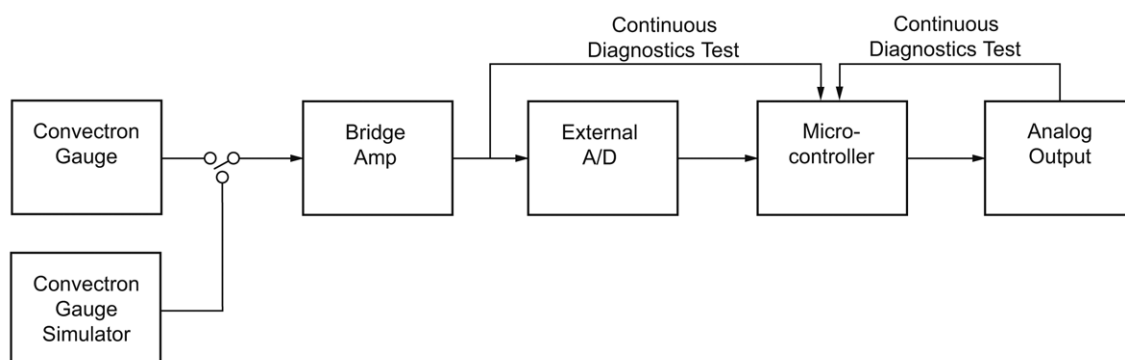 Continuous
Diagnostics Test
Continuous
Diagnostics Test
Convectron
Gauge
Bridge
Amp
External
A/D
Micro-
controller
Analog
Output
Convectron
Gauge
Simulator